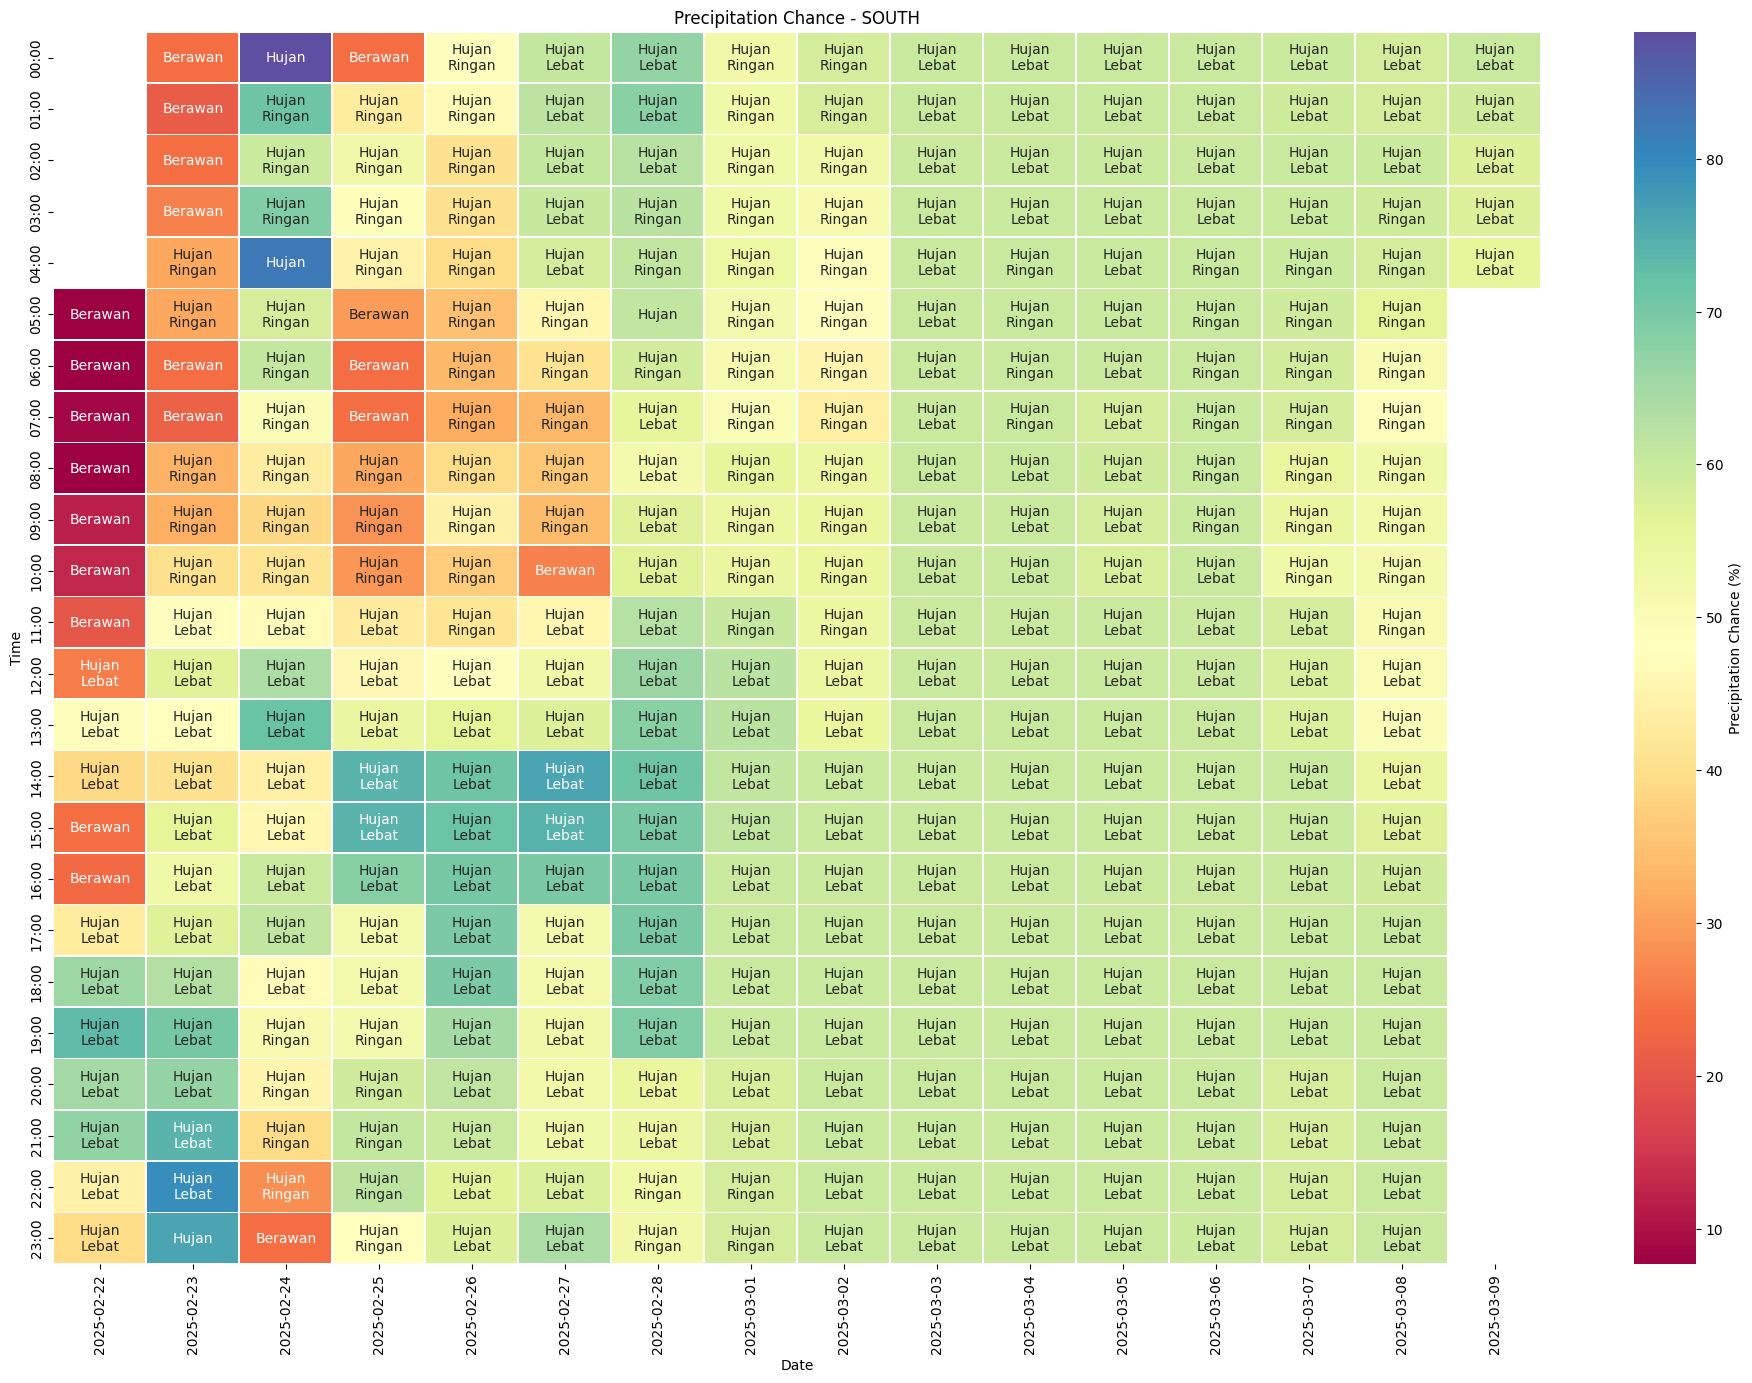 Precipitation Chance - SOUTH
00:00 Berawan Hujan Berawan Hujan Ringan Hujan Lebat Hujan Lebat Hujan Ringan Hujan Ringan Hujan Lebat Hujan Lebat Hujan Lebat Hujan Lebat Hujan Lebat Hujan Lebat Hujan Lebat
01:00 Berawan Hujan Ringan Hujan Ringan Hujan Ringan Hujan Lebat Hujan Lebat Hujan Ringan Hujan Ringan Hujan Lebat Hujan Lebat Hujan Lebat Hujan Lebat Hujan Lebat Hujan Lebat Hujan Lebat
02:00 Berawan Hujan Ringan Hujan Ringan Hujan Ringan Hujan Lebat Hujan Lebat Hujan Ringan Hujan Ringan Hujan Lebat Hujan Lebat Hujan Lebat Hujan Lebat Hujan Lebat Hujan Lebat Hujan Lebat
03:00 Berawan Hujan Ringan Hujan Ringan Hujan Ringan Hujan Lebat Hujan Ringan Hujan Ringan Hujan Ringan Hujan Lebat Hujan Lebat Hujan Lebat Hujan Lebat Hujan Lebat Hujan Ringan Hujan Lebat
04:00 Hujan Ringan Hujan Hujan Ringan Hujan Ringan Hujan Lebat Hujan Ringan Hujan Ringan Hujan Ringan Hujan Lebat Hujan Ringan Hujan Lebat Hujan Ringan Hujan Ringan Hujan Ringan Hujan Lebat
05:00 Berawan Hujan Ringan Hujan Ringan Berawan Hujan Ringan Hujan Ringan Hujan Hujan Ringan Hujan Ringan Hujan Lebat Hujan Ringan Hujan Lebat Hujan Ringan Hujan Ringan Hujan Ringan
06:00 Berawan Berawan Hujan Ringan Berawan Hujan Ringan Hujan Ringan Hujan Ringan Hujan Ringan Hujan Ringan Hujan Lebat Hujan Ringan Hujan Lebat Hujan Ringan Hujan Ringan Hujan Ringan
07:00 Berawan Berawan Hujan Ringan Berawan Hujan Ringan Hujan Ringan Hujan Lebat Hujan Ringan Hujan Ringan Hujan Lebat Hujan Ringan Hujan Lebat Hujan Ringan Hujan Ringan Hujan Ringan
08:00 Berawan Hujan Ringan Hujan Ringan Hujan Ringan Hujan Ringan Hujan Ringan Hujan Lebat Hujan Ringan Hujan Ringan Hujan Lebat Hujan Lebat Hujan Lebat Hujan Ringan Hujan Ringan Hujan Ringan
09:00 Berawan Hujan Ringan Hujan Ringan Hujan Ringan Hujan Ringan Hujan Ringan Hujan Lebat Hujan Ringan Hujan Ringan Hujan Lebat Hujan Lebat Hujan Lebat Hujan Ringan Hujan Ringan Hujan Ringan
10:00 Berawan Hujan Ringan Hujan Ringan Hujan Ringan Hujan Ringan Berawan Hujan Lebat Hujan Ringan Hujan Ringan Hujan Lebat Hujan Lebat Hujan Lebat Hujan Lebat Hujan Ringan Hujan Ringan
11:00 Berawan Hujan Lebat Hujan Lebat Hujan Lebat Hujan Ringan Hujan Lebat Hujan Lebat Hujan Ringan Hujan Ringan Hujan Lebat Hujan Lebat Hujan Lebat Hujan Lebat Hujan Lebat Hujan Ringan
12:00 Hujan Lebat Hujan Lebat Hujan Lebat Hujan Lebat Hujan Lebat Hujan Lebat Hujan Lebat Hujan Lebat Hujan Lebat Hujan Lebat Hujan Lebat Hujan Lebat Hujan Lebat Hujan Lebat Hujan Lebat
13:00 Hujan Lebat Hujan Lebat Hujan Lebat Hujan Lebat Hujan Lebat Hujan Lebat Hujan Lebat Hujan Lebat Hujan Lebat Hujan Lebat Hujan Lebat Hujan Lebat Hujan Lebat Hujan Lebat Hujan Lebat
14:00 Hujan Lebat Hujan Lebat Hujan Lebat Hujan Lebat Hujan Lebat Hujan Lebat Hujan Lebat Hujan Lebat Hujan Lebat Hujan Lebat Hujan Lebat Hujan Lebat Hujan Lebat Hujan Lebat Hujan Lebat
15:00 Berawan Hujan Lebat Hujan Lebat Hujan Lebat Hujan Lebat Hujan Lebat Hujan Lebat Hujan Lebat Hujan Lebat Hujan Lebat Hujan Lebat Hujan Lebat Hujan Lebat Hujan Lebat Hujan Lebat
16:00 Berawan Hujan Lebat Hujan Lebat Hujan Lebat Hujan Lebat Hujan Lebat Hujan Lebat Hujan Lebat Hujan Lebat Hujan Lebat Hujan Lebat Hujan Lebat Hujan Lebat Hujan Lebat Hujan Lebat
17:00 Hujan Lebat Hujan Lebat Hujan Lebat Hujan Lebat Hujan Lebat Hujan Lebat Hujan Lebat Hujan Lebat Hujan Lebat Hujan Lebat Hujan Lebat Hujan Lebat Hujan Lebat Hujan Lebat Hujan Lebat
18:00 Hujan Lebat Hujan Lebat Hujan Lebat Hujan Lebat Hujan Lebat Hujan Lebat Hujan Lebat Hujan Lebat Hujan Lebat Hujan Lebat Hujan Lebat Hujan Lebat Hujan Lebat Hujan Lebat Hujan Lebat
19:00 Hujan Lebat Hujan Lebat Hujan Ringan Hujan Ringan Hujan Lebat Hujan Lebat Hujan Lebat Hujan Lebat Hujan Lebat Hujan Lebat Hujan Lebat Hujan Lebat Hujan Lebat Hujan Lebat Hujan Lebat
20:00 Hujan Lebat Hujan Lebat Hujan Ringan Hujan Ringan Hujan Lebat Hujan Lebat Hujan Lebat Hujan Lebat Hujan Lebat Hujan Lebat Hujan Lebat Hujan Lebat Hujan Lebat Hujan Lebat Hujan Lebat
21:00 Hujan Lebat Hujan Lebat Hujan Ringan Hujan Ringan Hujan Lebat Hujan Lebat Hujan Lebat Hujan Lebat Hujan Lebat Hujan Lebat Hujan Lebat Hujan Lebat Hujan Lebat Hujan Lebat Hujan Lebat
22:00 Hujan Lebat Hujan Lebat Hujan Ringan Hujan Ringan Hujan Lebat Hujan Lebat Hujan Ringan Hujan Ringan Hujan Lebat Hujan Lebat Hujan Lebat Hujan Lebat Hujan Lebat Hujan Lebat Hujan Lebat
23:00 Hujan Lebat Hujan Berawan Hujan Ringan Hujan Lebat Hujan Lebat Hujan Ringan Hujan Ringan Hujan Lebat Hujan Lebat Hujan Lebat Hujan Lebat Hujan Lebat Hujan Lebat Hujan Lebat
Time
2025-02-22 2025-02-23 2025-02-24 2025-02-25 2025-02-26 2025-02-27 2025-02-28 2025-03-01 2025-03-02 2025-03-03 2025-03-04 2025-03-05 2025-03-06 2025-03-07 2025-03-08 2025-03-09
Date
80
70
60
50
40
30
20
10
Precipitation Chance (%)